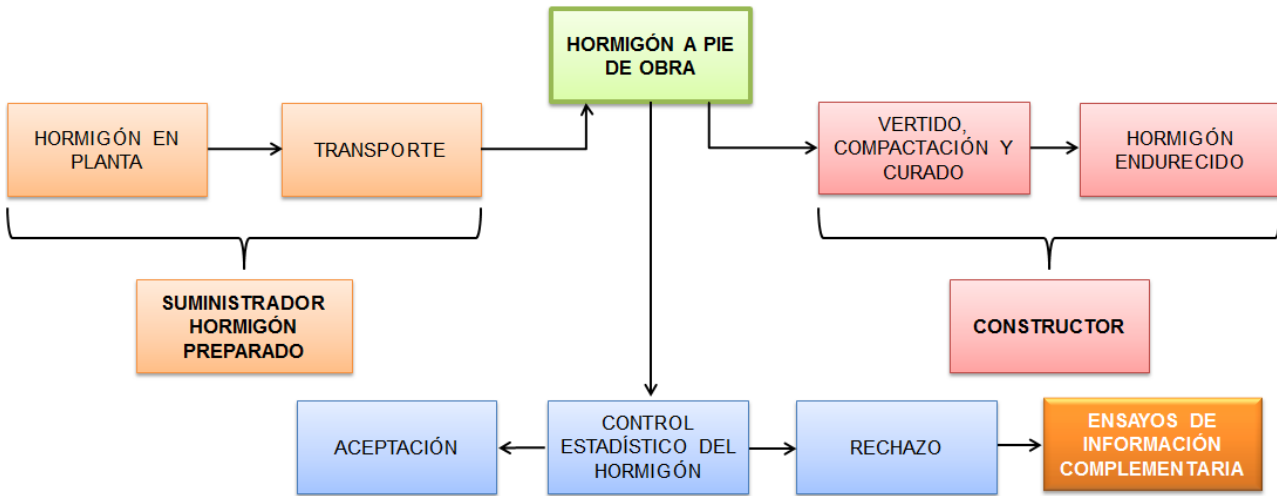 HORMIGÓN A PIE
DE OBRA
HORMIGÓN EN
PLANTA
TRANSPORTE
VERTIDO,
COMPACTACIÓN Y
CURADO
HORMIGÓN
ENDURECIDO
SUMINISTRADOR
HORMIGÓN
PREPARADO
CONSTRUCTOR
ACEPTACIÓN
CONTROL
ESTADÍSTICO DEL
HORMIGÓN
RECHAZO
ENSAYOS DE
INFORMACIÓN
COMPLEMENTARIA